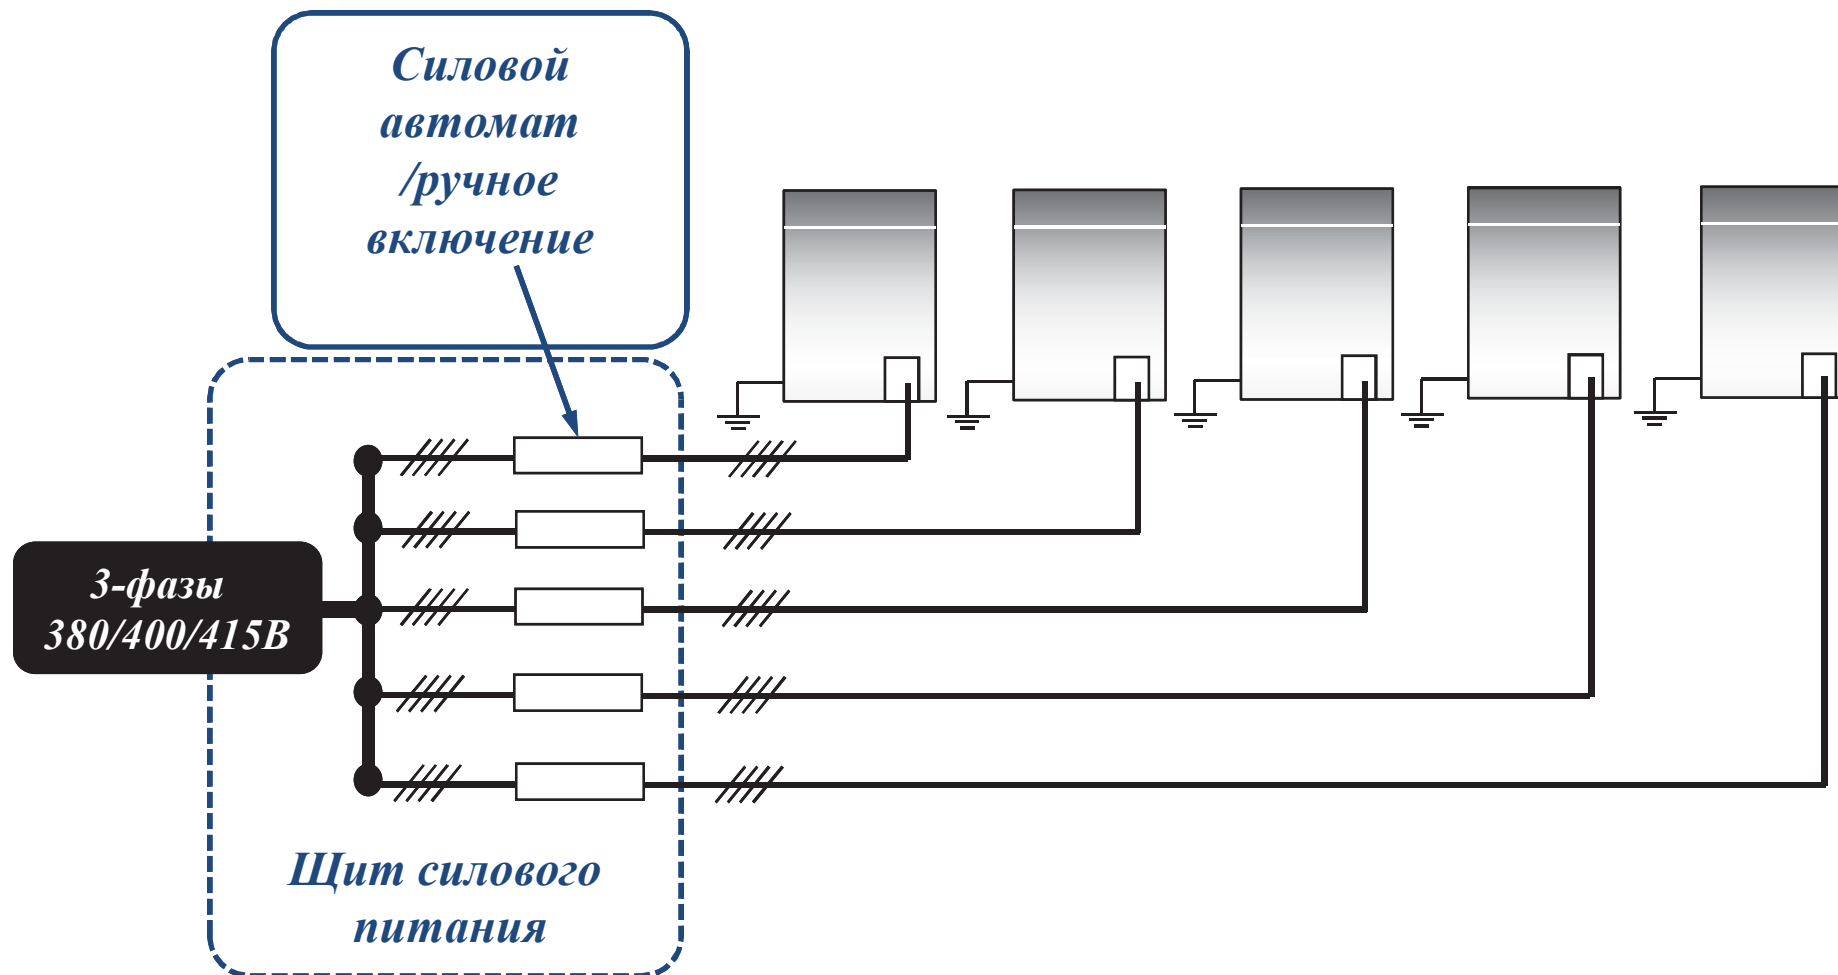 Силовой
автомат
/ручное
включение
3-фазы
380/400/415В
Щит силового
питания